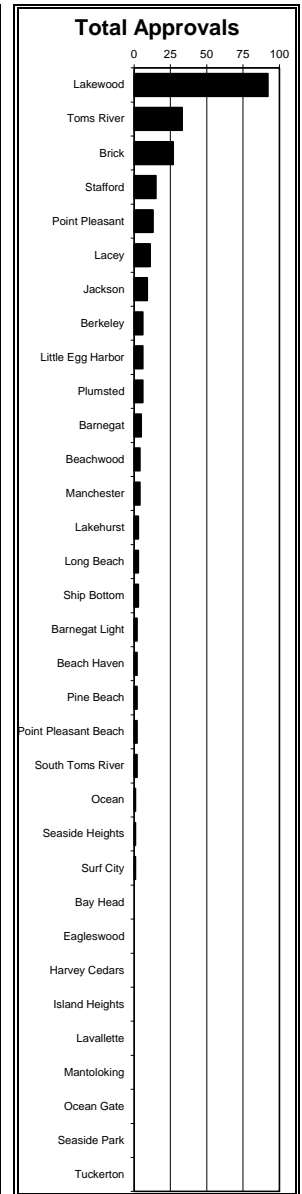 Total Approvals
0 25 50 75 100
Lakewood
Toms River
Brick
Stafford
Point Pleasant
Lacey
Jackson
Berkeley
Little Egg Harbor
Plumsted
Barnegat
Beachwood
Manchester
Lakehurst
Long Beach
Ship Bottom
Barnegat Light
Beach Haven
Pine Beach
Point Pleasant Beach
South Toms River
Ocean
Seaside Heights
Surf City
Bay Head
Eagleswood
Harvey Cedars
Island Heights
Lavallette
Mantoloking
Ocean Gate
Seaside Park
Tuckerton